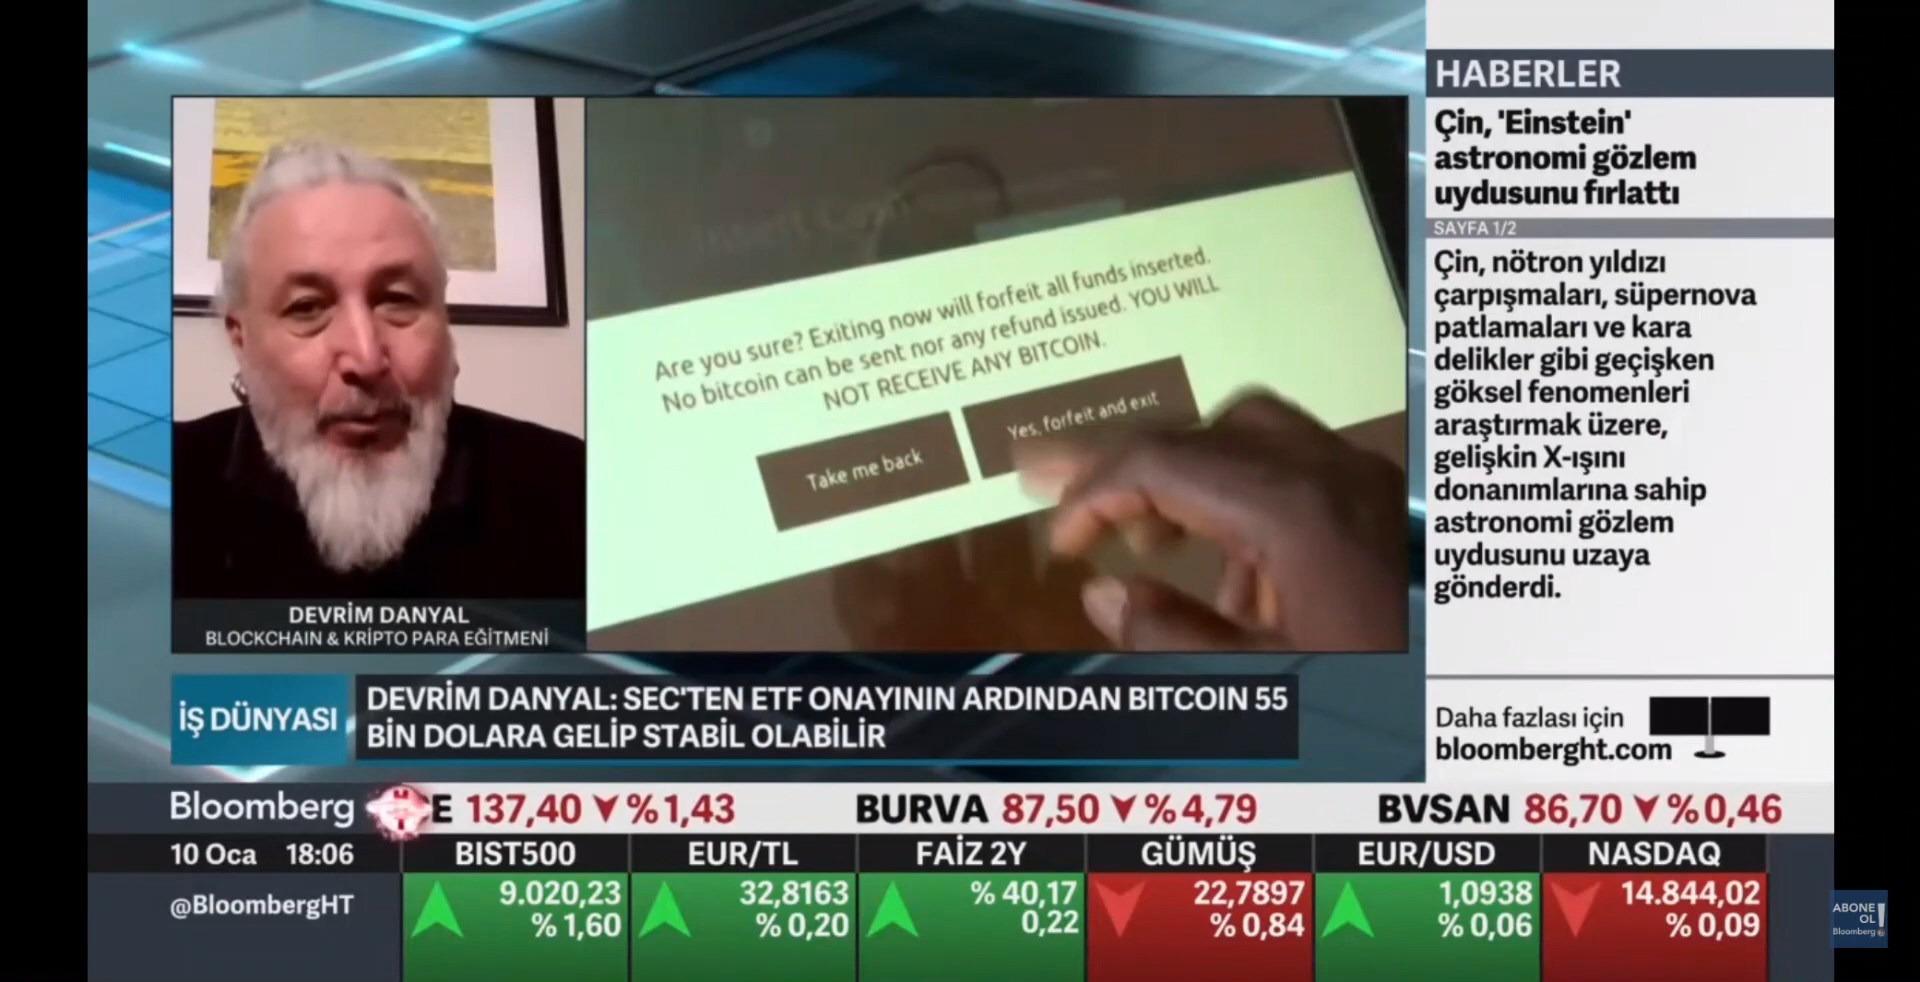 HABERLER
Çin, 'Einstein'
astronomi gözlem
uydusunu fırlattı
SAYFA 1/2
Çin, nötron yıldızı
çarpışmaları, süpernova
patlamaları ve kara
delikler gibi geçişken
göksel fenomenleri
araştırmak üzere,
gelişkin X-ışını
donanımlarına sahip
astronomi gözlem
uydusunu uzaya
gönderdi.
Daha fazlası için
bloomberght.com
Insert Cash
Are you sure? Exiting now will forfeit all funds inserted.
No bitcoin can be sent nor any refund issued. YOU WILL
NOT RECEIVE ANY BITCOIN.
Take me back
Yes, forfeit and exit
DEVRİM DANYAL
BLOCKCHAIN & KRİPTO PARA EĞİTMENİ
İŞ DÜNYASI
DEVRİM DANYAL: SEC'TEN ETF ONAYININ ARDINDAN BITCOIN 55
BİN DOLARA GELİP STABİL OLABİLİR
Bloomberg
E 137,40 %1,43 BURVA 87,50 %4,79 BVSAN 86,70 %0,46
10 Oca 18:06
@BloombergHT
BIST500 EUR/TL FAİZ 2Y GÜMÜŞ EUR/USD NASDAQ
9.020,23 32,8163 % 40,17 22,7897 1,0938 14.844,02
% 1,60 % 0,20 0,22 % 0,84 % 0,06 % 0,09
ABONE
OL!
Bloomberg